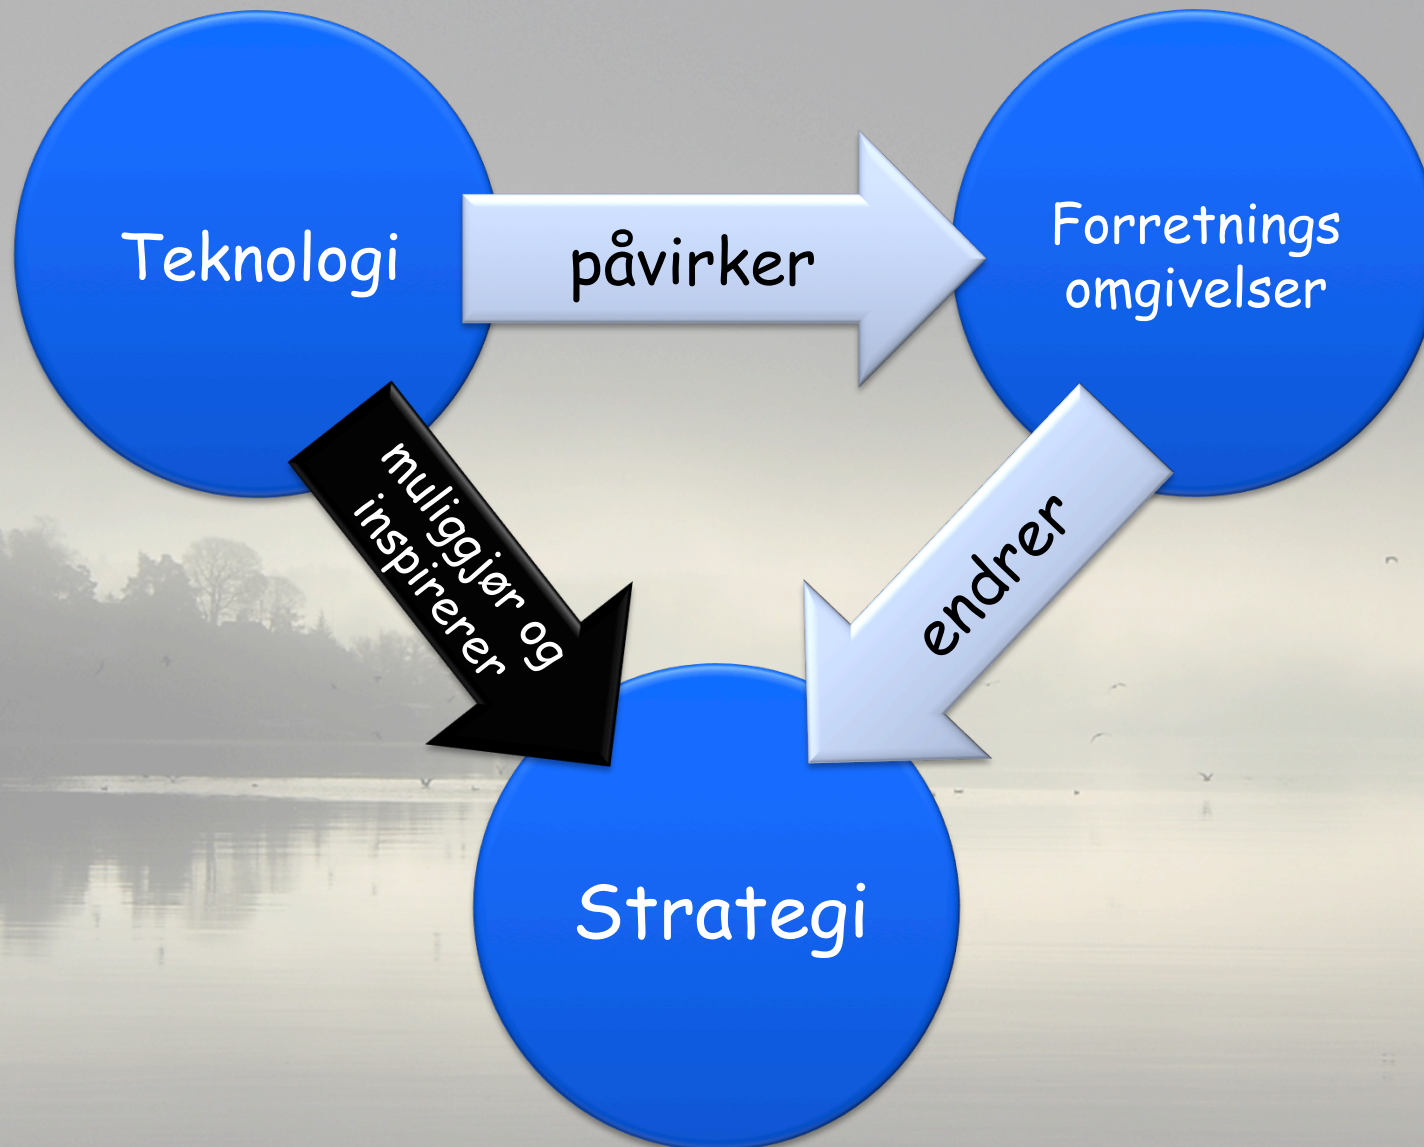 Teknologi
påvirker
Forretnings
omgivelser
muliggjør og
inspirerer
endrer
Strategi